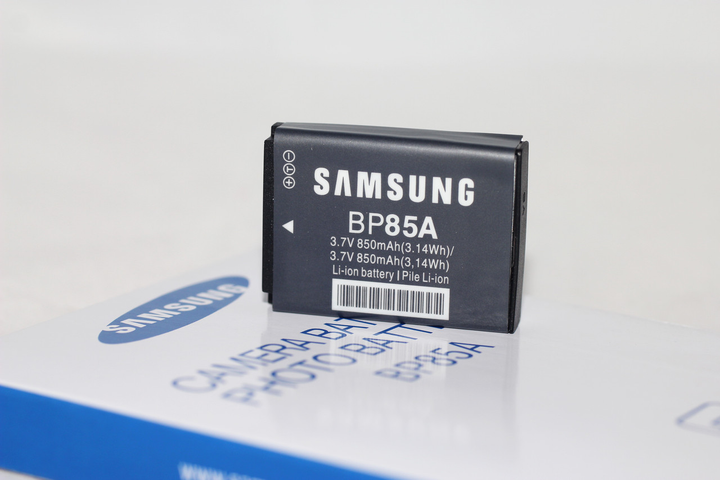 SAMSUNG
BP85A
3.7V 850mAh(3.14Wh)/
3.7V 850mAh(3,14Wh)
Li-ion battery | Pile Li-ion
SAMSUNG
CAMERA BAT
PHOTO BATT
BP85A